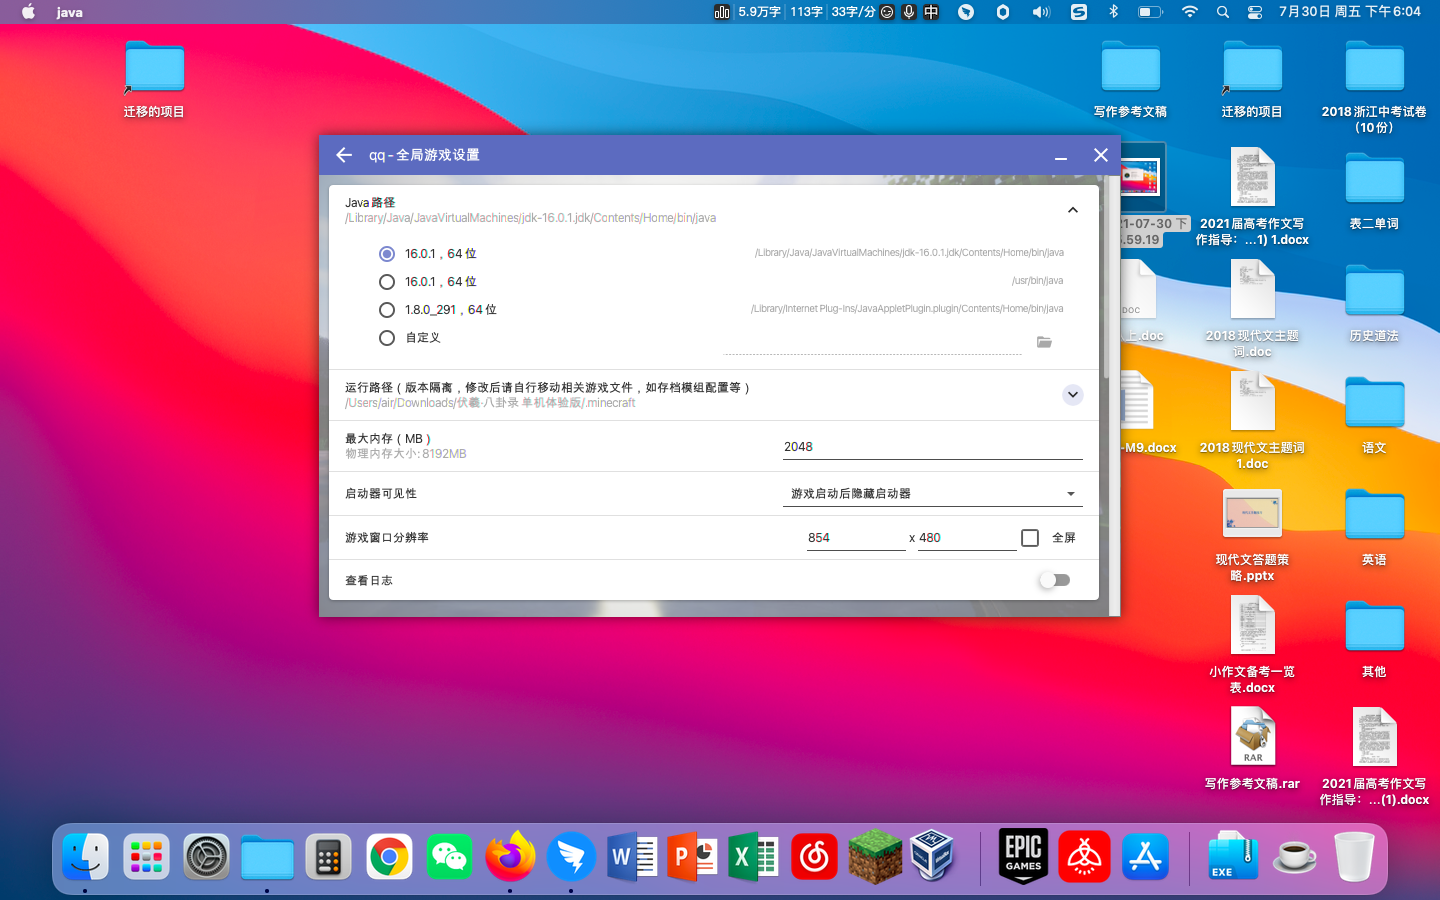 java
5.9万字 113字 33字/分 中
7月30日 周五 下午6:04
迁移的项目
写作参考文稿
迁移的项目
2018浙江中考试卷
(10份)
qq - 全局游戏设置
Java 路径
/Library/Java/JavaVirtualMachines/jdk-16.0.1.jdk/Contents/Home/bin/java
16.0.1，64 位
/Library/Java/JavaVirtualMachines/jdk-16.0.1.jdk/Contents/Home/bin/java
16.0.1，64 位
/usr/bin/java
1.8.0_291，64 位
/Library/Internet Plug-Ins/JavaAppletPlugin.plugin/Contents/Home/bin/java
自定义
运行路径（版本隔离，修改后请自行移动相关游戏文件，如存档模组配置等）
/Users/air/Downloads/伏羲·八卦录 单机体验版/.minecraft
最大内存（MB）
物理内存大小: 8192MB
2048
启动器可见性
游戏启动后隐藏启动器
游戏窗口分辨率
854 x 480
全屏
查看日志
21-07-30 下
.59.19
2021届高考作文写
作指导：...1) 1.docx
表二单词
DOC
上.doc
2018现代文主题
词.doc
历史道法
-M9.docx
2018现代文主题词
1.doc
语文
现代文答题策
略.pptx
英语
小作文备考一览
表.docx
其他
RAR
写作参考文稿.rar
2021届高考作文写
作指导：...(1).docx
W
P
X
EPIC
GAMES
EXE